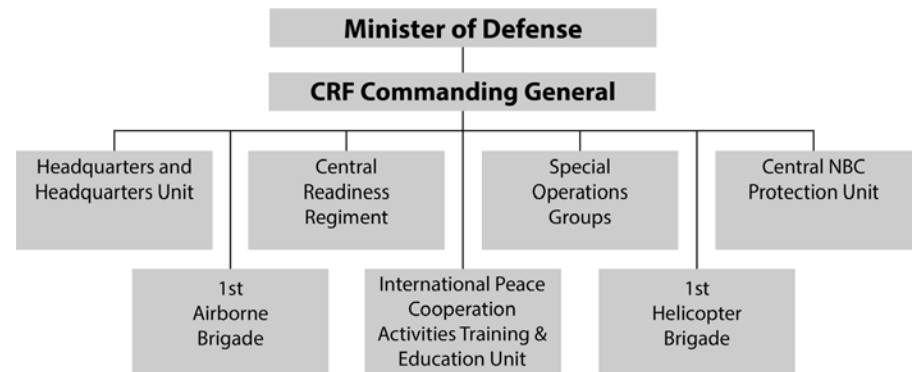 Minister of Defense
CRF Commanding General
Headquarters and
Headquarters Unit
Central
Readiness
Regiment
Special
Operations
Groups
Central NBC
Protection Unit
1st
Airborne
Brigade
International Peace
Cooperation
Activities Training &
Education Unit
1st
Helicopter
Brigade